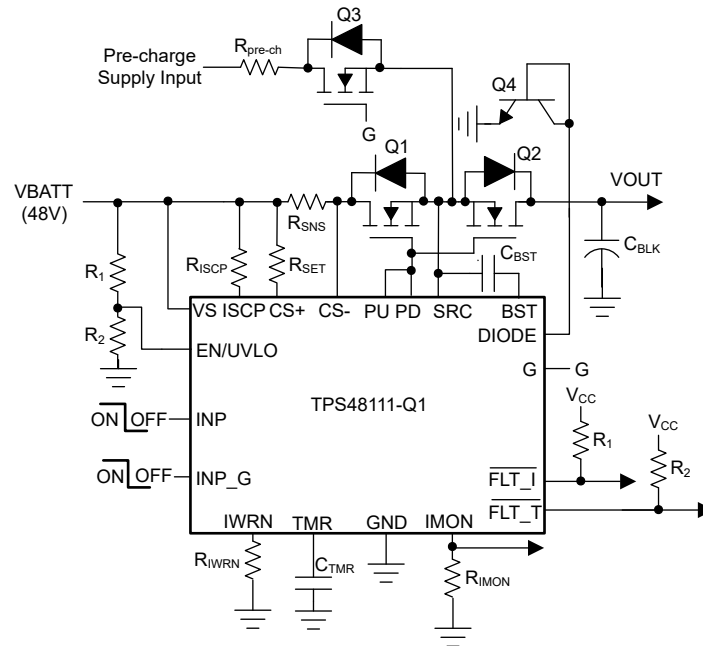 Q3
Rpre-ch
Pre-charge
Supply Input
G
Q4
Q1
Q2
VBATT
(48V)
VOUT
RSNS
CBLK
R1
RISCP
RSET
CBST
R2
VS ISCP CS+ CS- PU PD SRC BST
DIODE
EN/UVLO
G G
TPS48111-Q1
VCC
ON OFF INP
R1
VCC
ON OFF INP_G
FLT_I
R2
FLT_T
IWRN TMR GND IMON
RIWRN
CTMR
RIMON